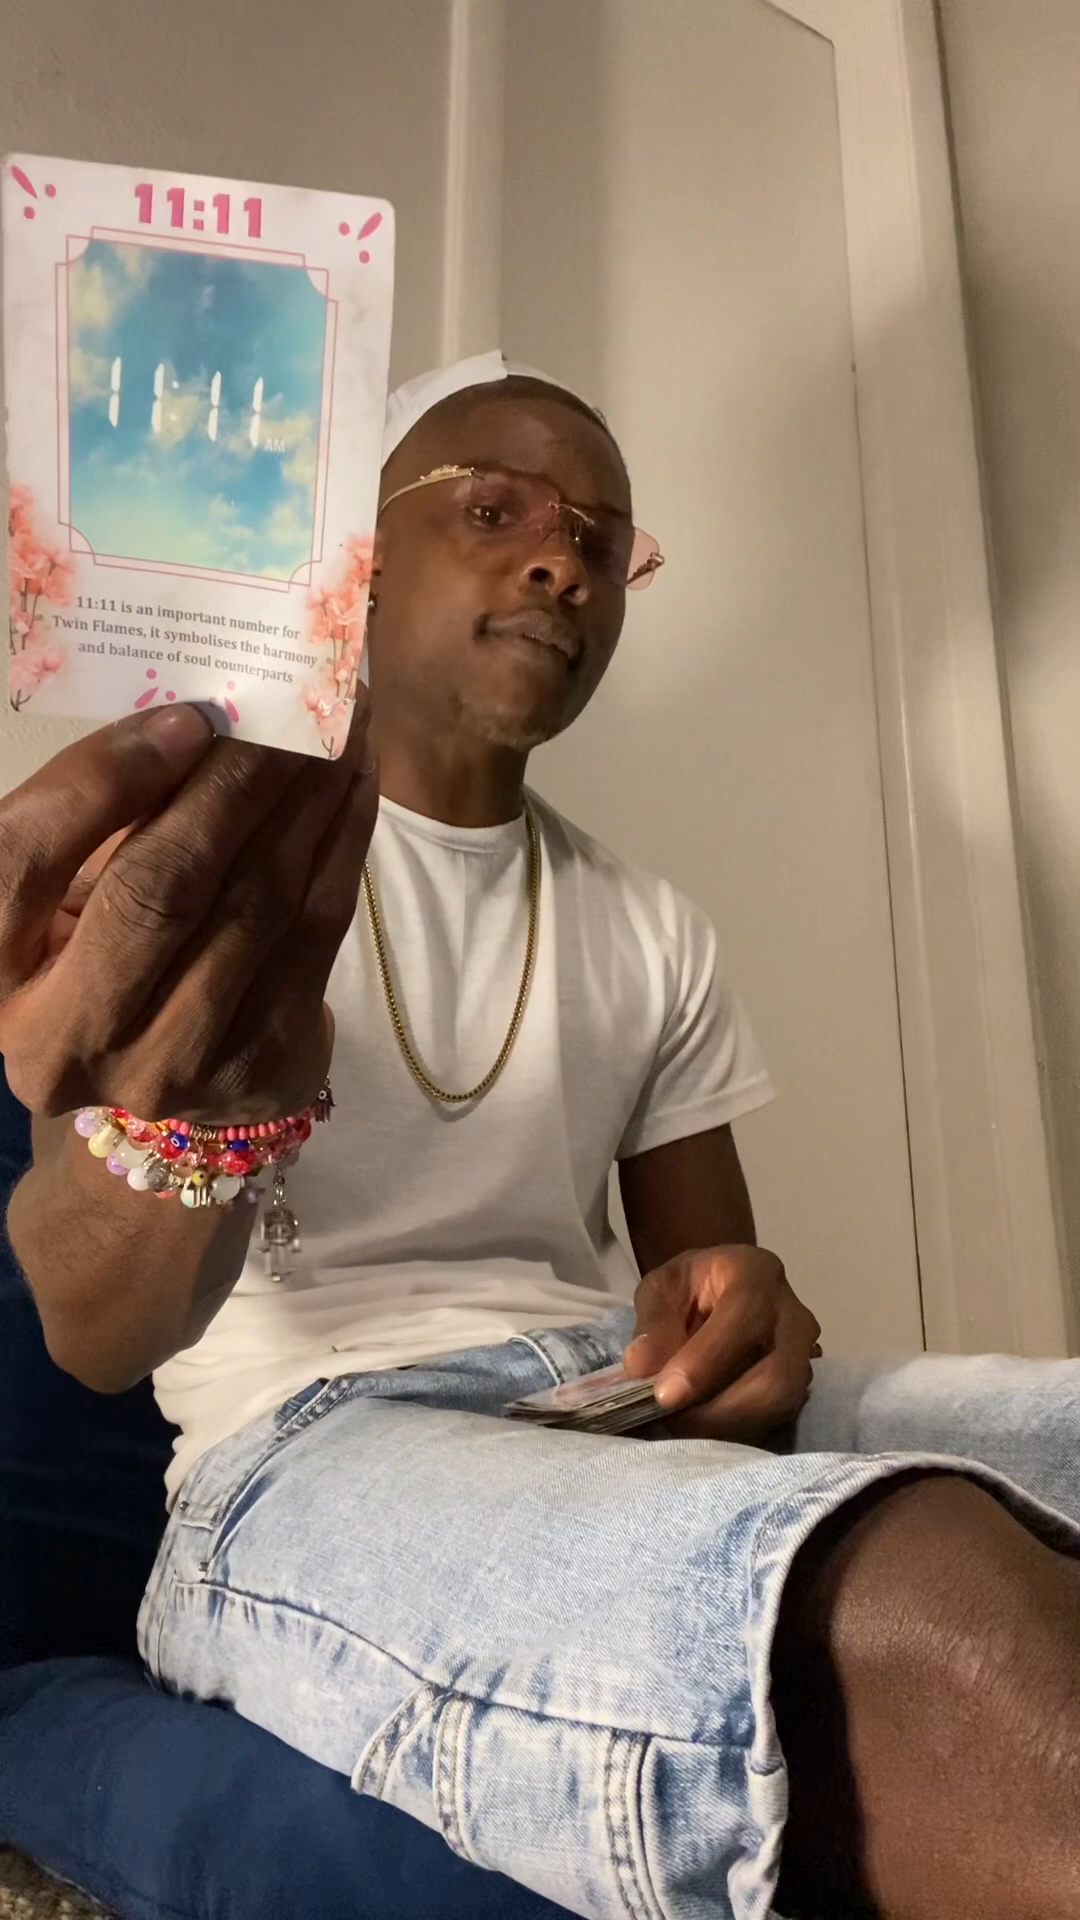 11:11
11:11
AM
11:11 is an important number for
Twin Flames, it symbolises the harmony
and balance of soul counterparts